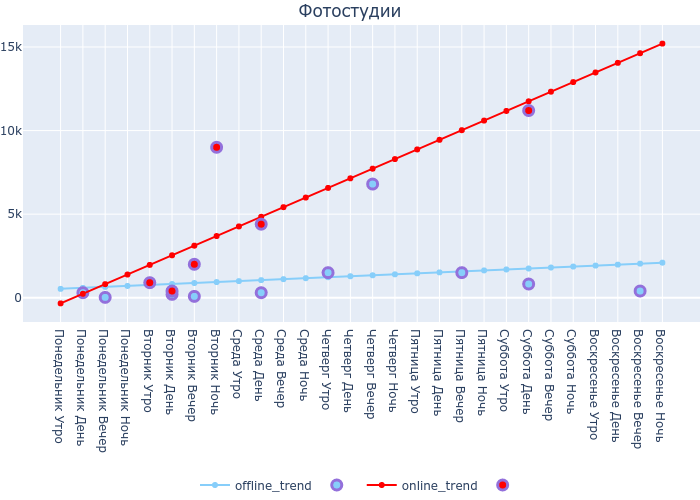 Фотостудии
15k
10k
5k
0
Понедельник Утро
Понедельник День
Понедельник Вечер
Понедельник Ночь
Вторник Утро
Вторник День
Вторник Вечер
Вторник Ночь
Среда Утро
Среда День
Среда Вечер
Среда Ночь
Четверг Утро
Четверг День
Четверг Вечер
Четверг Ночь
Пятница Утро
Пятница День
Пятница Вечер
Пятница Ночь
Суббота Утро
Суббота День
Суббота Вечер
Суббота Ночь
Воскресенье Утро
Воскресенье День
Воскресенье Вечер
Воскресенье Ночь
offline_trend
online_trend